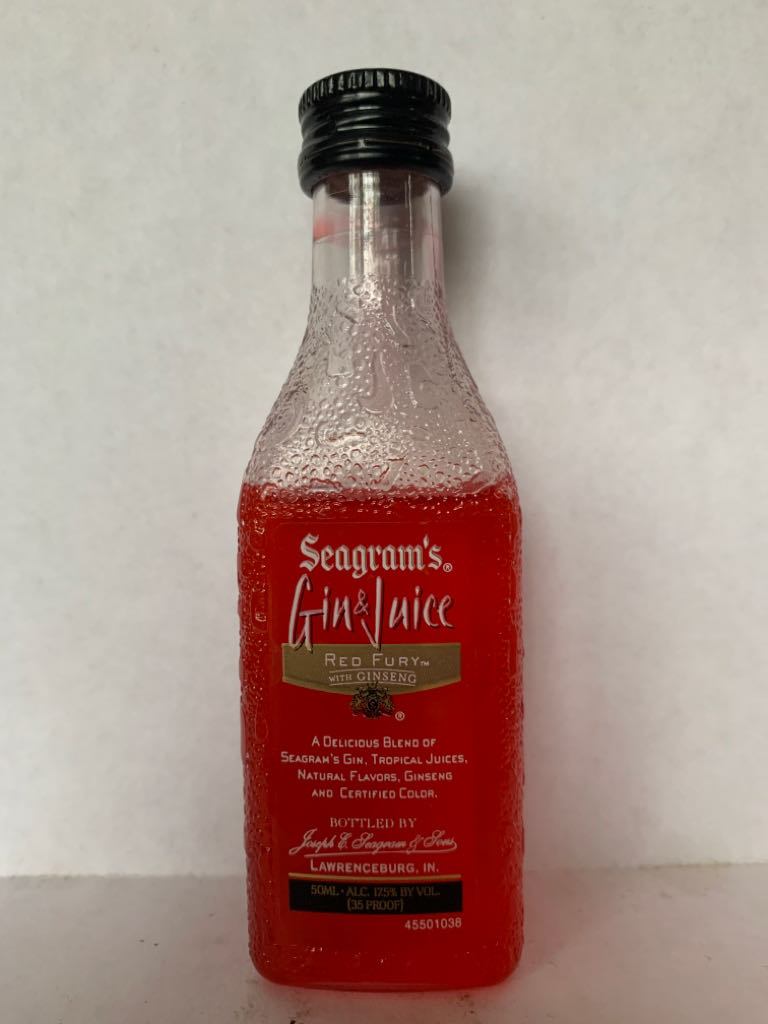 Seagram's®
Gin & Juice
RED FURY™
WITH GINSENG
®
A DELICIOUS BLEND OF
SEAGRAM'S GIN, TROPICAL JUICES,
NATURAL FLAVORS, GINSENG
AND CERTIFIED COLOR.
BOTTLED BY
Joseph E. Seagram & Sons
LAWRENCEBURG, IN.
50ML • ALC. 17.5% BY VOL.
(35 PROOF)
45501038